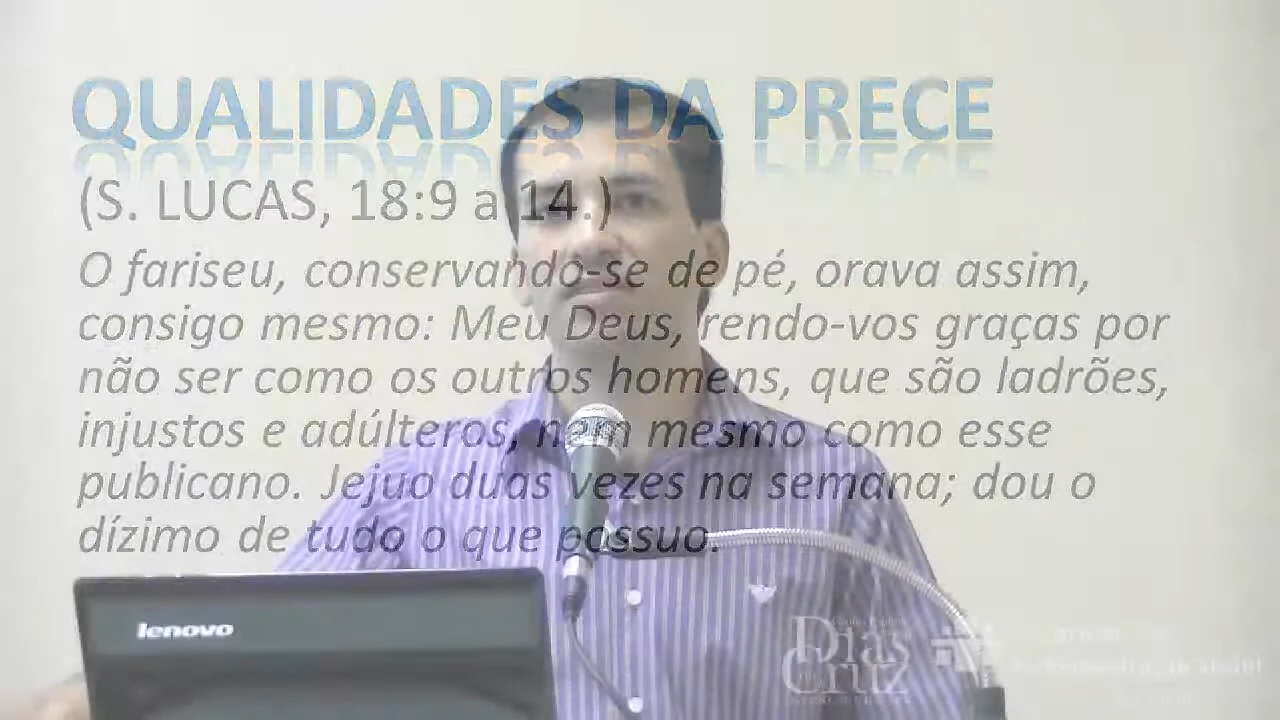 QUALIDADES DA PRECE
(S. LUCAS, 18:9 a 14.)
O fariseu, conservando-se de pé, orava assim,
consigo mesmo: Meu Deus, rendo-vos graças por
não ser como os outros homens, que são ladrões,
injustos e adúlteros, nem mesmo como esse
publicano. Jejuo duas vezes na semana; dou o
dízimo de tudo o que possuo.
lenovo
Dias
Cruz